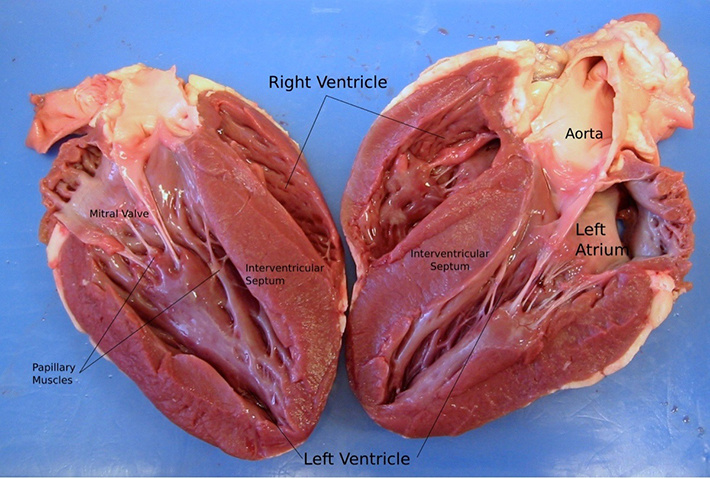 Right Ventricle
Aorta
Mitral Valve
Left
Atrium
Interventricular
Septum
Interventricular
Septum
Papillary
Muscles
Left Ventricle